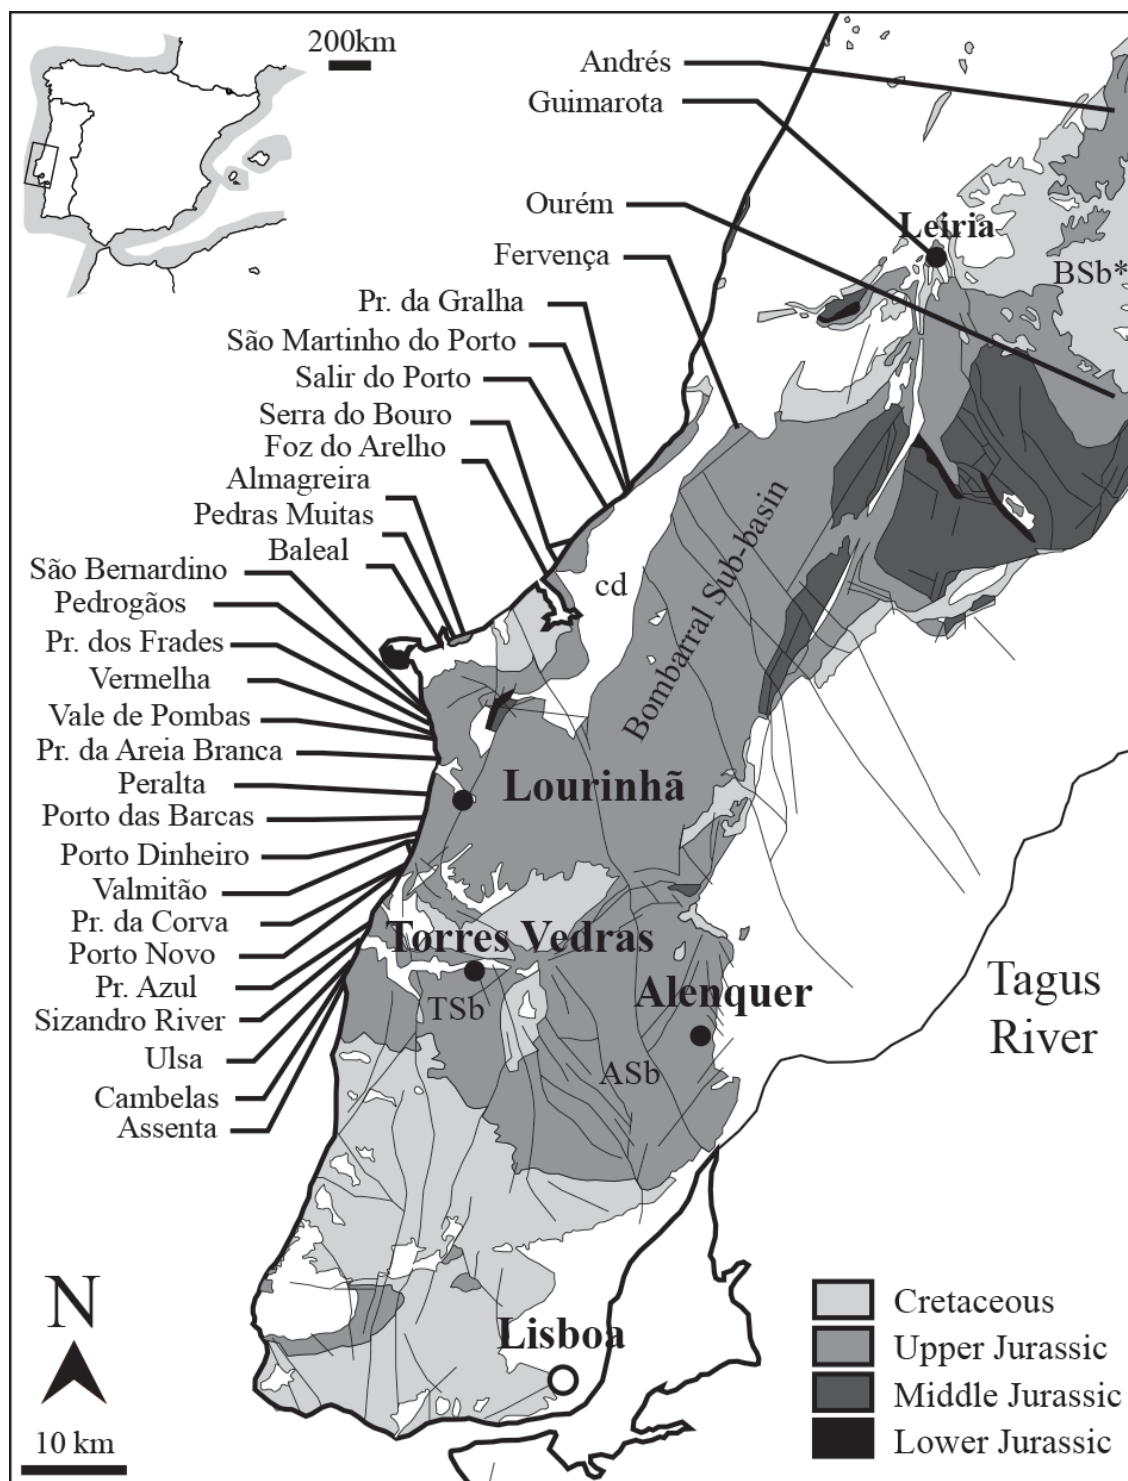 200km
Andrés
Guimarota
Ourém
Leiria
Fervença
BSb*
Pr. da Gralha
São Martinho do Porto
Salir do Porto
Serra do Bouro
Foz do Arelho
Almagreira
Pedras Muitas
Baleal
São Bernardino
cd
Pedrogãos
Bombarral Sub-basin
Pr. dos Frades
Vermelha
Vale de Pombas
Pr. da Areia Branca
Peralta
Lourinhã
Porto das Barcas
Porto Dinheiro
Valmitão
Pr. da Corva
Torres Vedras
Porto Novo
Pr. Azul
Alenquer
Tagus
River
TSb
Sizandro River
Ulsa
ASb
Cambelas
Assenta
N
Lisboa
10 km
Cretaceous
Upper Jurassic
Middle Jurassic
Lower Jurassic